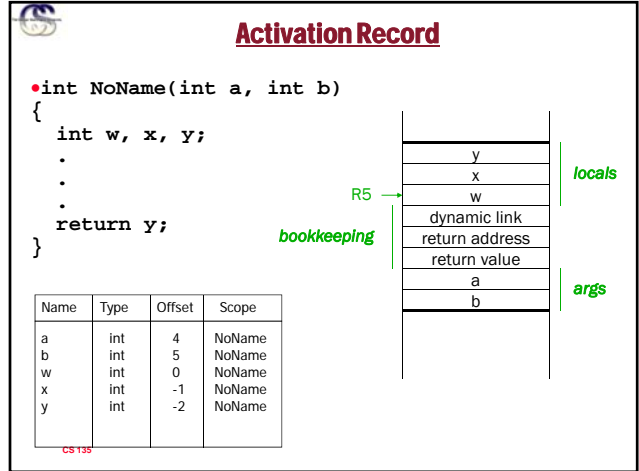 Activation Record
•int NoName(int a, int b)
{
int w, x, y;
.
.
.
return y;
}
y
x
w
dynamic link
return address
return value
a
b
R5
locals
bookkeeping
args
Name Type Offset Scope
a int 4 NoName
b int 5 NoName
w int 0 NoName
x int -1 NoName
y int -2 NoName
CS 135